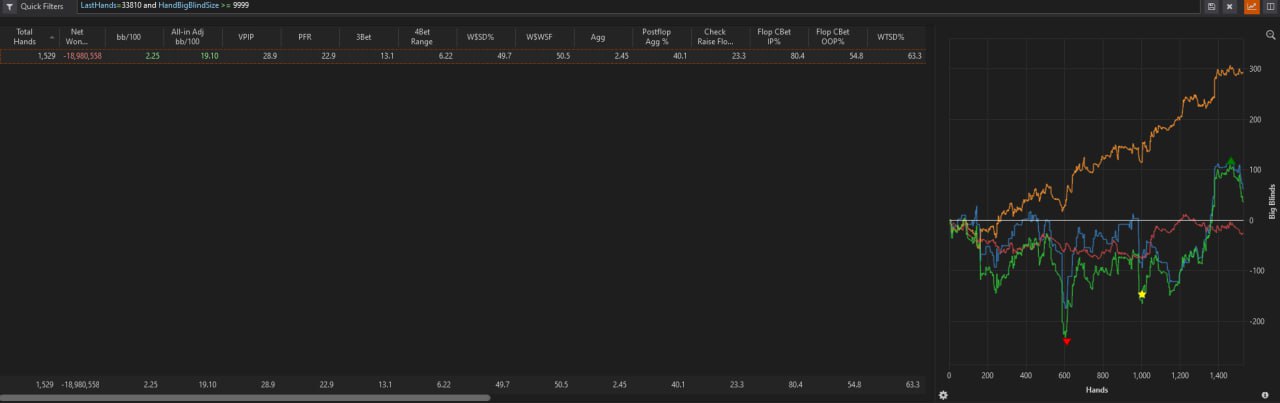 Quick Filters LastHands=33810 and HandBigBlindSize >= 9999
Total Hands Net Won... bb/100 All-in Adj bb/100 VPIP PFR 3Bet 4Bet Range W$SD% W$WSF Agg Postflop Agg % Check Raise Flo... Flop CBet IP% Flop CBet OOP% WTSD%
1,529 -18,980,558 2.25 19.10 28.9 22.9 13.1 6.22 49.7 50.5 2.45 40.1 23.3 80.4 54.8 63.3
1,529 -18,980,558 2.25 19.10 28.9 22.9 13.1 6.22 49.7 50.5 2.45 40.1 23.3 80.4 54.8 63.3
300
200
100
0
-100
-200
Big Blinds
0 200 400 600 800 1,000 1,200 1,400
Hands